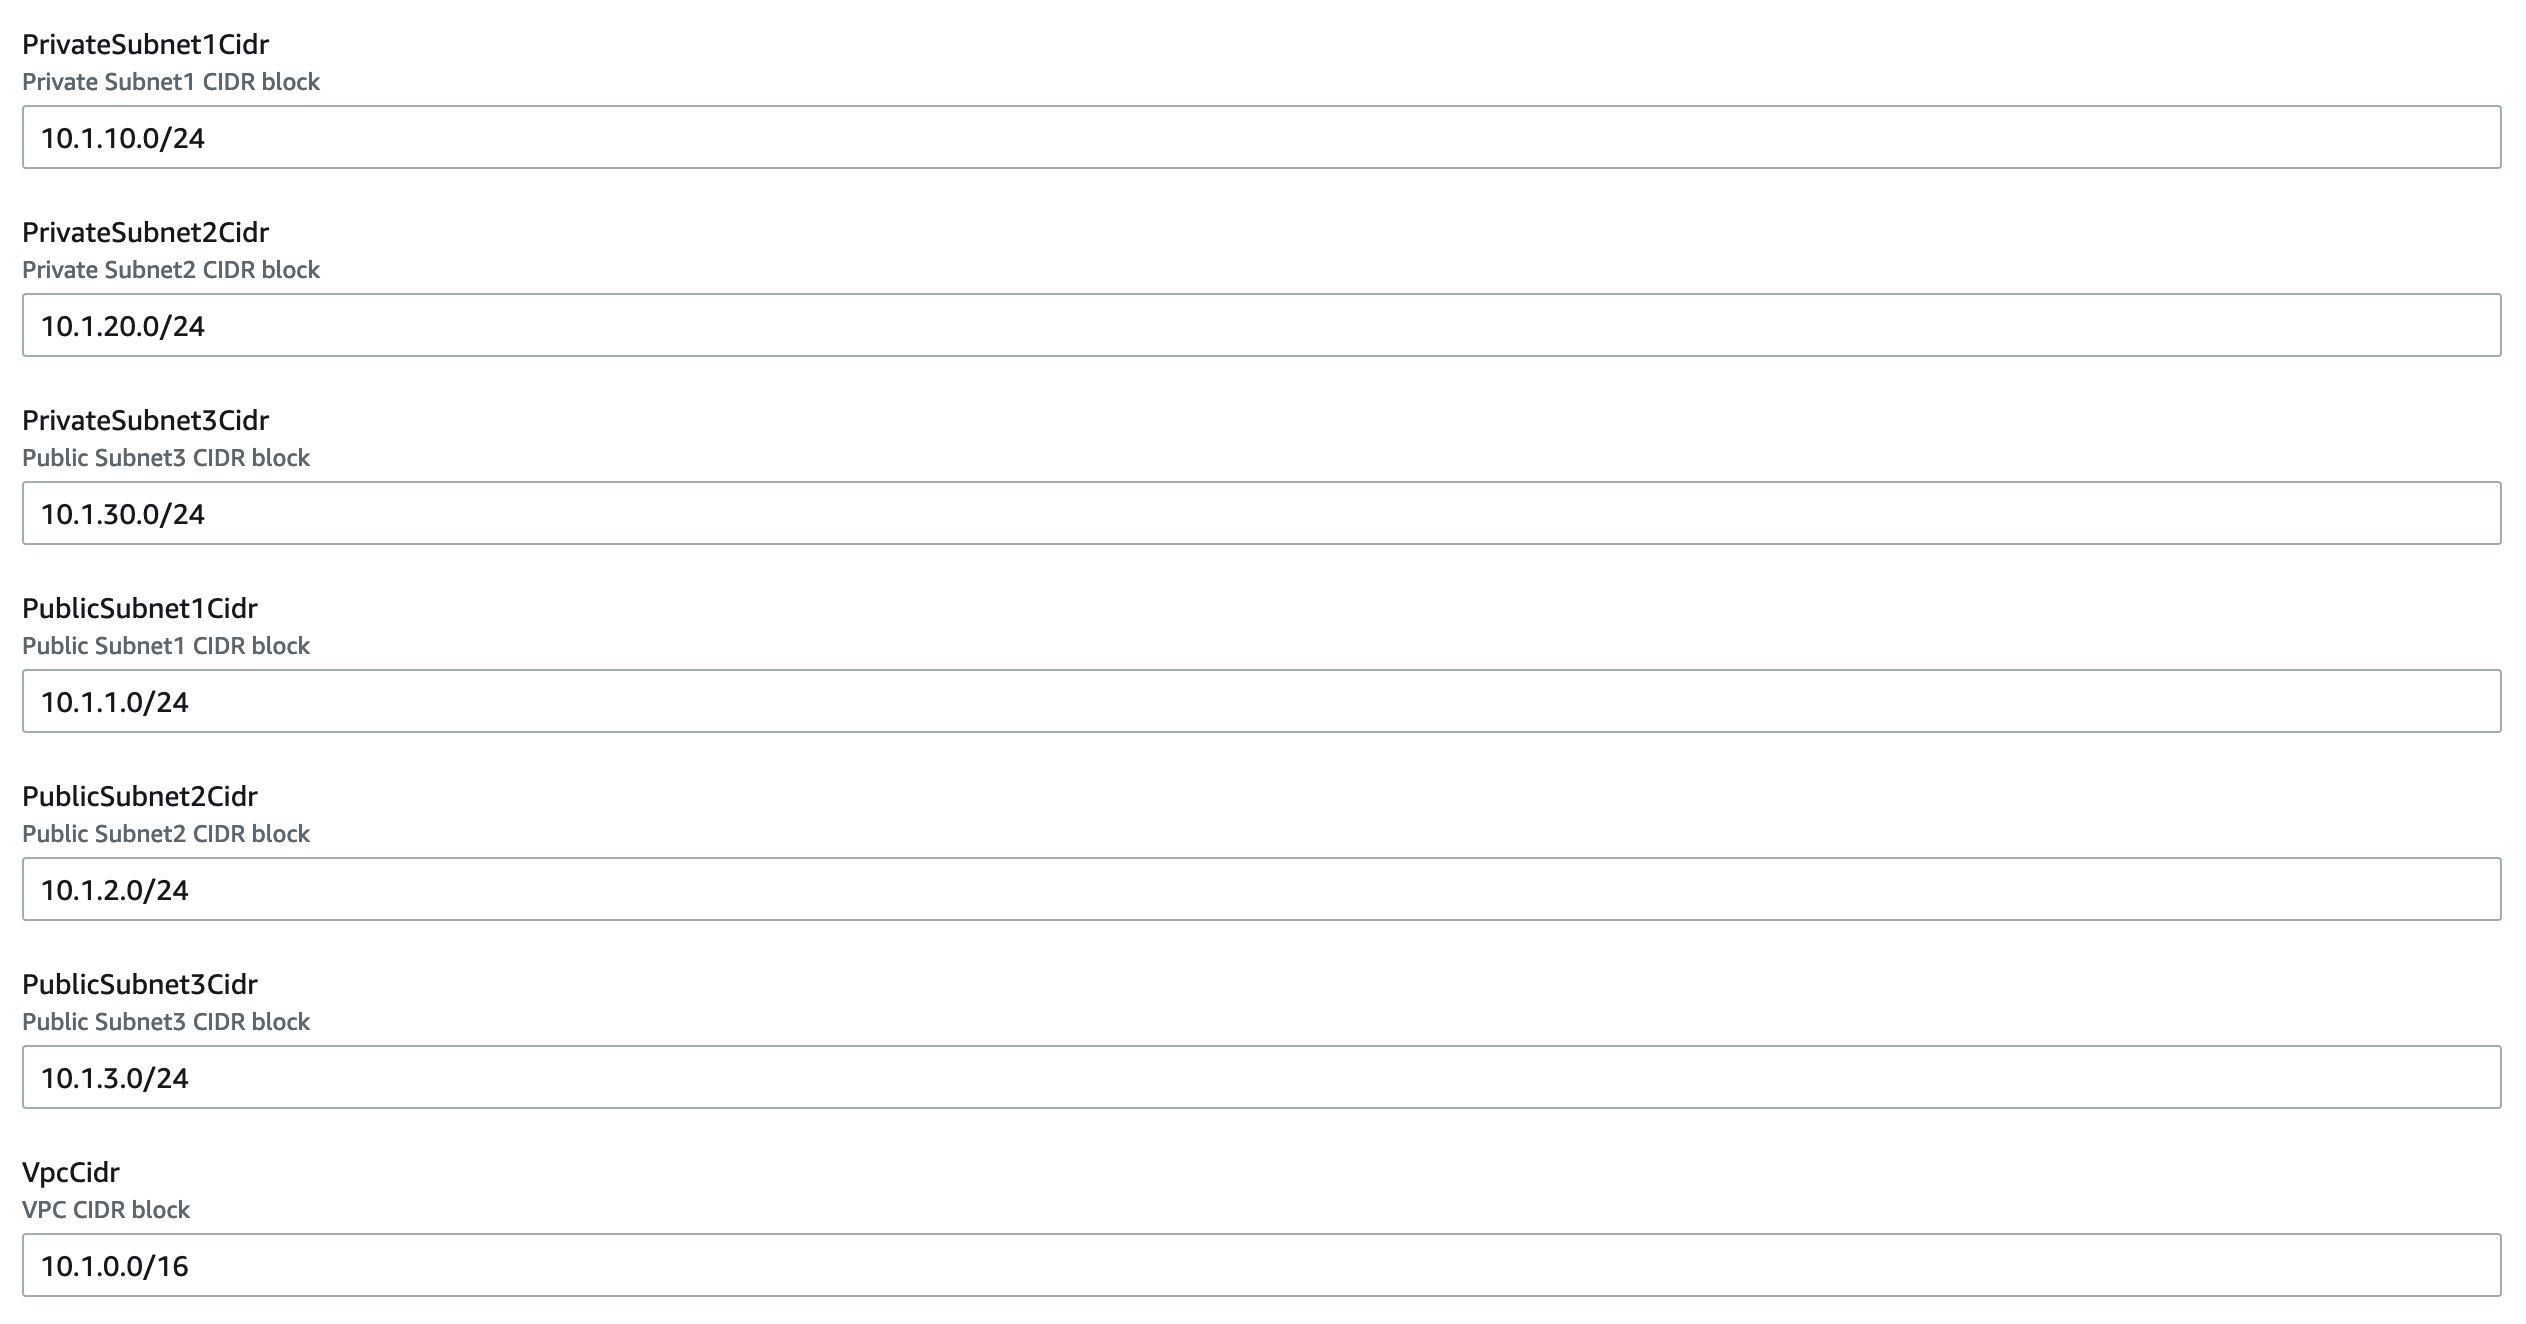 PrivateSubnet1Cidr
Private Subnet1 CIDR block
10.1.10.0/24
PrivateSubnet2Cidr
Private Subnet2 CIDR block
10.1.20.0/24
PrivateSubnet3Cidr
Public Subnet3 CIDR block
10.1.30.0/24
PublicSubnet1Cidr
Public Subnet1 CIDR block
10.1.1.0/24
PublicSubnet2Cidr
Public Subnet2 CIDR block
10.1.2.0/24
PublicSubnet3Cidr
Public Subnet3 CIDR block
10.1.3.0/24
VpcCidr
VPC CIDR block
10.1.0.0/16